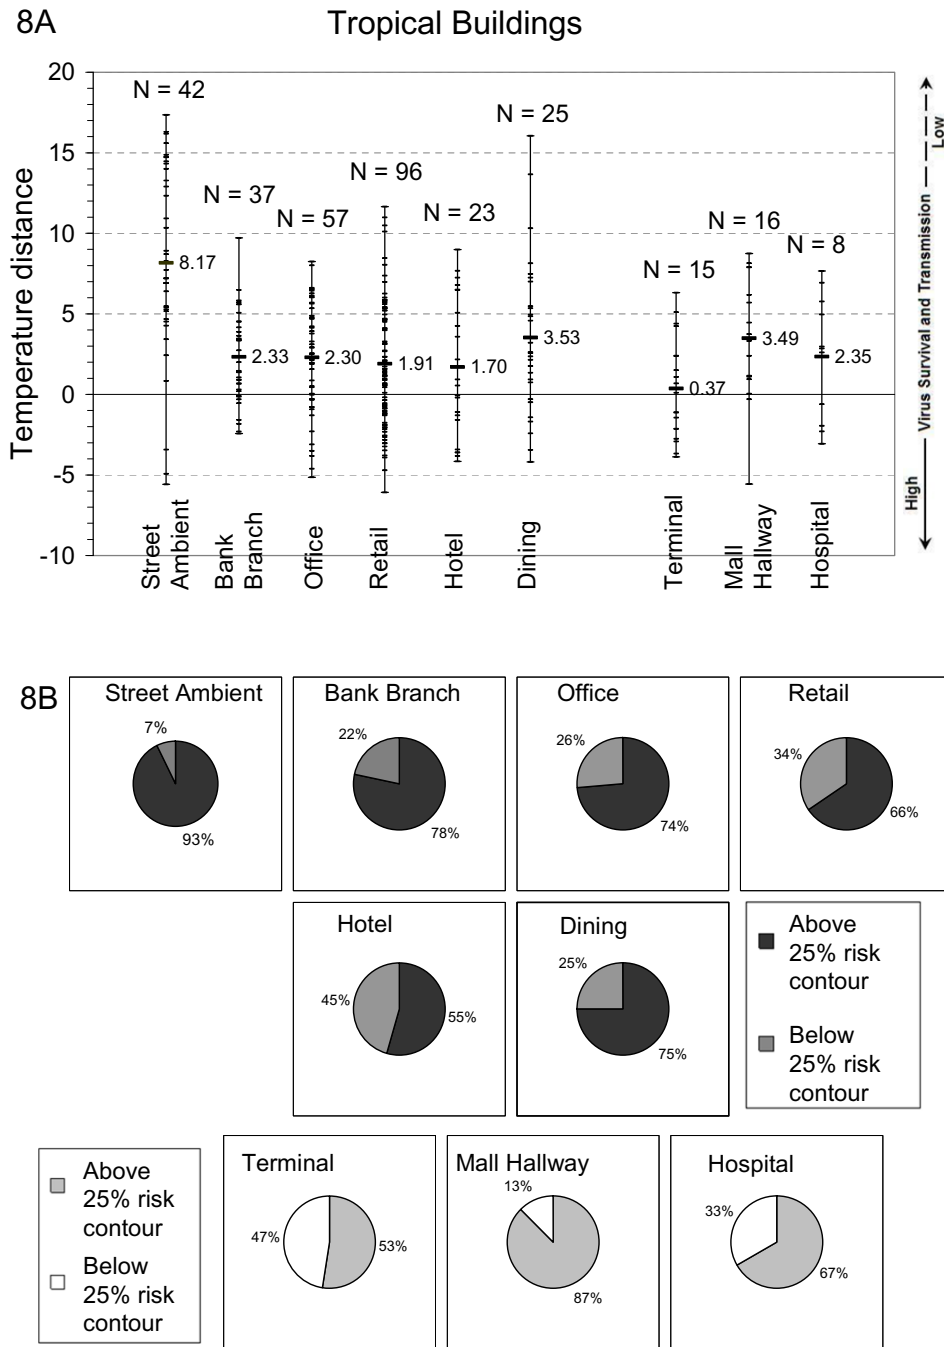 8A
Tropical Buildings
Temperature distance
20
15
10
5
0
-5
-10
N = 42
N = 37
N = 57
N = 96
N = 23
N = 25
N = 15
N = 16
N = 8
8.17
2.33
2.30
1.91
1.70
3.53
0.37
3.49
2.35
Street
Ambient
Bank
Branch
Office
Retail
Hotel
Dining
Terminal
Mall
Hallway
Hospital
High
Virus Survival and Transmission
Low
8B
Street Ambient
7%
93%
Bank Branch
22%
78%
Office
26%
74%
Retail
34%
66%
Hotel
45%
55%
Dining
25%
75%
Above
25% risk
contour
Below
25% risk
contour
Above
25% risk
contour
Below
25% risk
contour
Terminal
47%
53%
Mall Hallway
13%
87%
Hospital
33%
67%